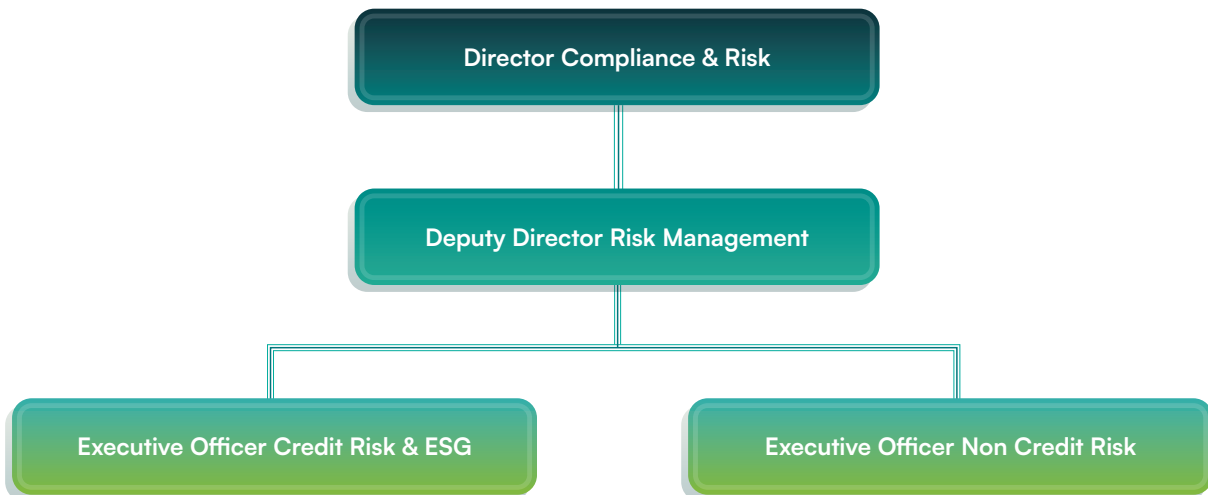 Director Compliance & Risk
Deputy Director Risk Management
Executive Officer Credit Risk & ESG
Executive Officer Non Credit Risk